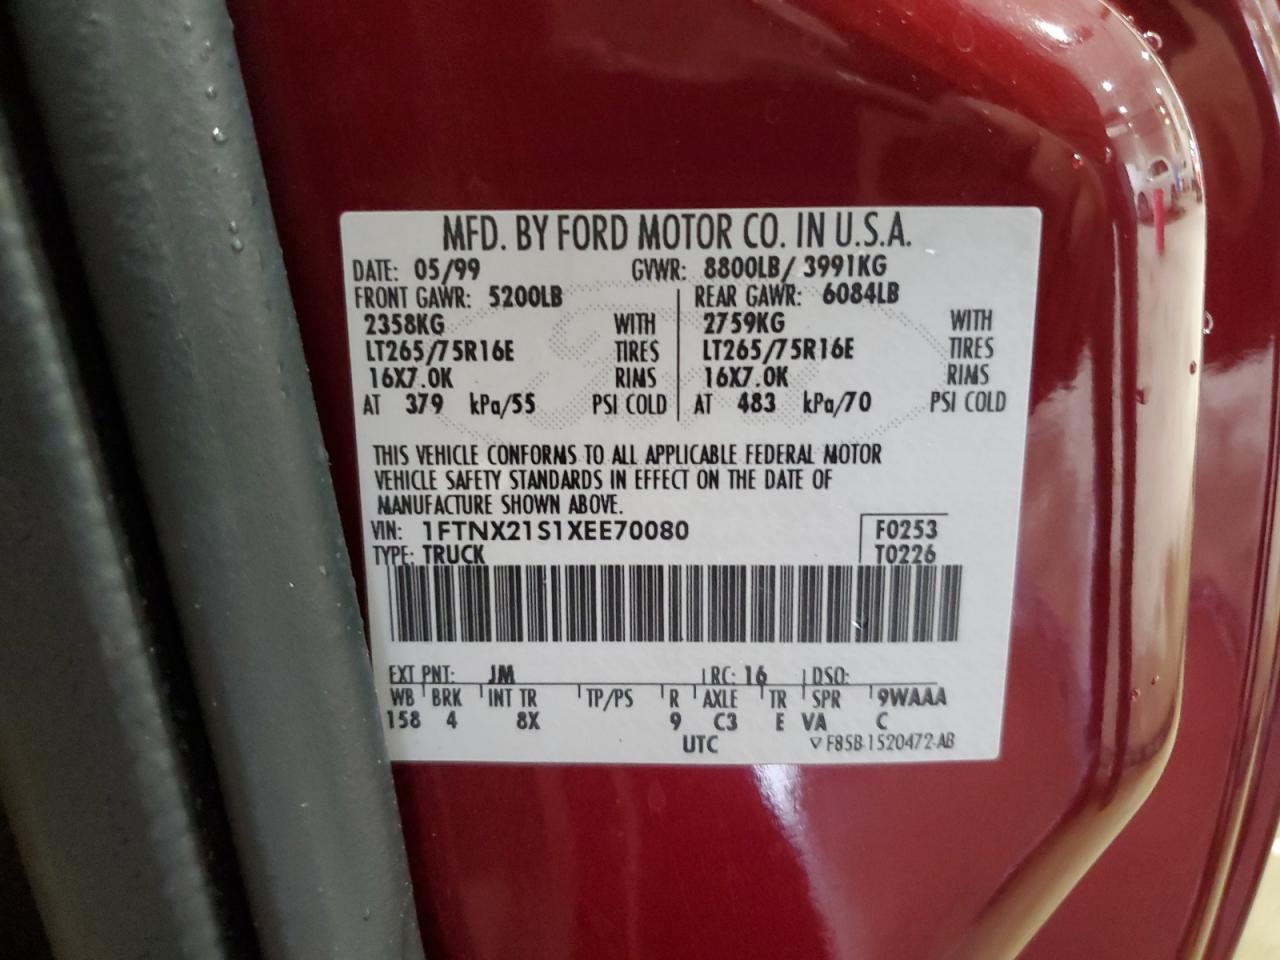 MFD. BY FORD MOTOR CO. IN U.S.A.
DATE: 05/99 GVWR: 8800LB/ 3991KG
FRONT GAWR: 5200LB REAR GAWR: 6084LB
2358KG WITH 2759KG WITH
LT265/75R16E TIRES LT265/75R16E TIRES
16X7.0K RIMS 16X7.0K RIMS
AT 379 kPa/55 PSI COLD AT 483 kPa/70 PSI COLD
THIS VEHICLE CONFORMS TO ALL APPLICABLE FEDERAL MOTOR
VEHICLE SAFETY STANDARDS IN EFFECT ON THE DATE OF
MANUFACTURE SHOWN ABOVE.
VIN: 1FTNX21S1XEE70080 F0253
TYPE: TRUCK T0226
EXT PNT: JM RC: 16 DSO:
WB BRK INT TR TP/PS R AXLE TR SPR 9WAAA
158 4 8X 9 C3 E VA C
UTC ▽ F85B-1520472-AB